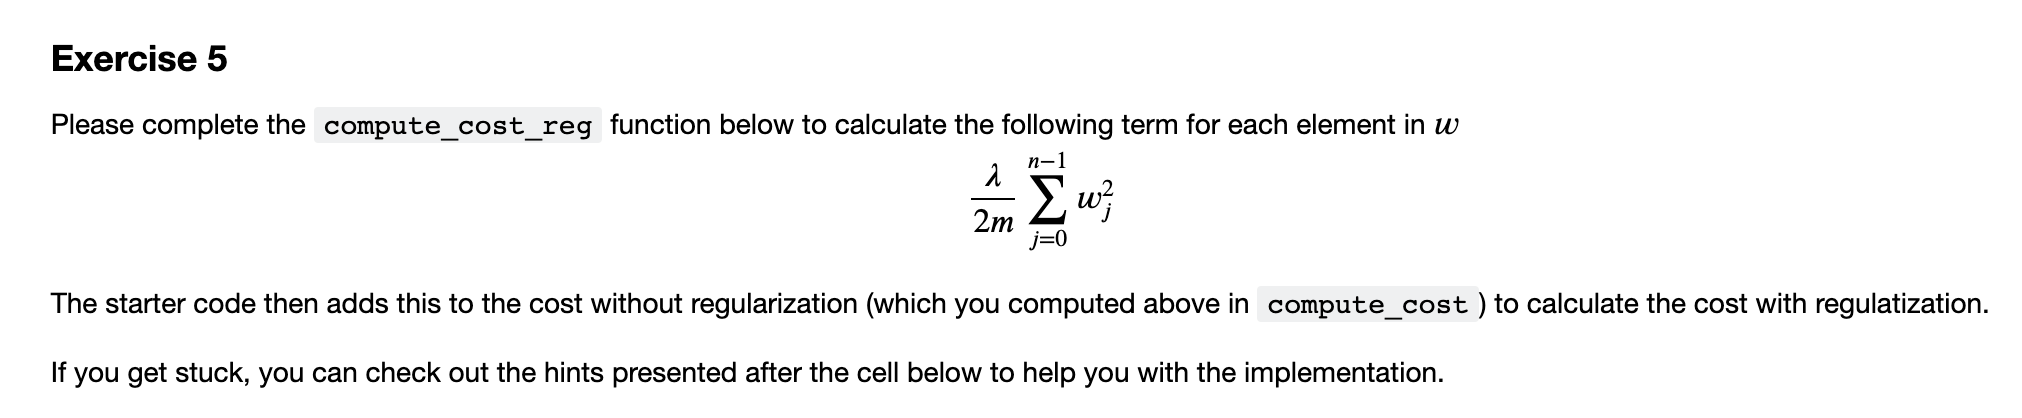 Exercise 5
Please complete the compute_cost_reg function below to calculate the following term for each element in w
$$\frac{\lambda}{2m} \sum_{j=0}^{n-1} w_j^2$$
The starter code then adds this to the cost without regularization (which you computed above in compute_cost) to calculate the cost with regulatization.
If you get stuck, you can check out the hints presented after the cell below to help you with the implementation.